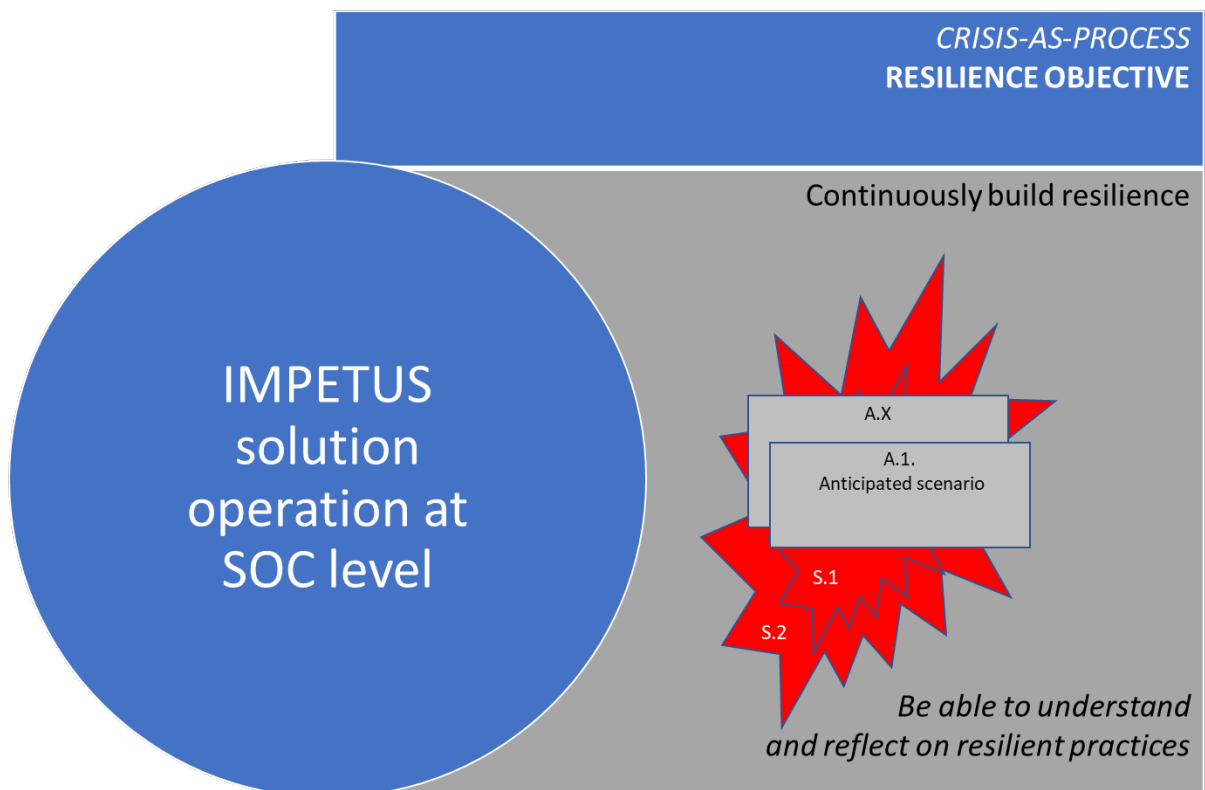 CRISIS-AS-PROCESS
RESILIENCE OBJECTIVE
Continuously build resilience
IMPETUS
solution
operation at
SOC level
A.X
A.1.
Anticipated scenario
S.1
S.2
Be able to understand
and reflect on resilient practices